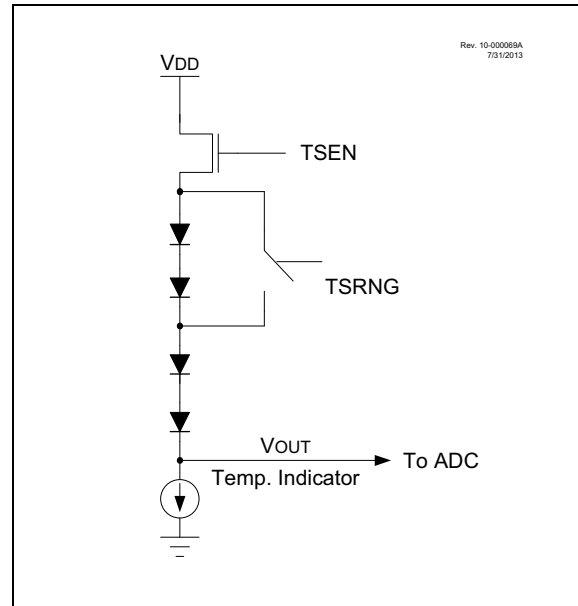 Rev. 10-000069A
7/31/2013
VDD
TSEN
TSRNG
VOUT
To ADC
Temp. Indicator